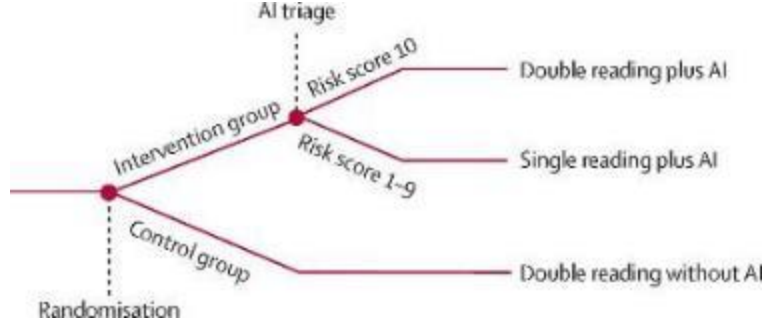 AI triage
Risk score 10
Double reading plus AI
Intervention group
Risk score 1–9
Single reading plus AI
Control group
Double reading without AI
Randomisation